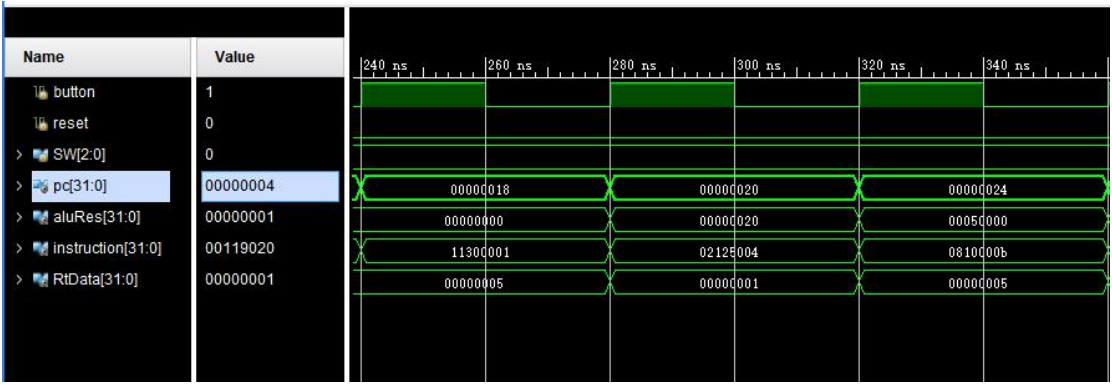 Name Value
240 ns 260 ns 280 ns 300 ns 320 ns 340 ns
button 1
reset 0
SW[2:0] 0
pc[31:0] 00000004 00000018 00000020 00000024
aluRes[31:0] 00000001 00000000 00000020 00050000
instruction[31:0] 00119020 11300001 02125004 0810000b
RtData[31:0] 00000001 00000005 00000001 00000005